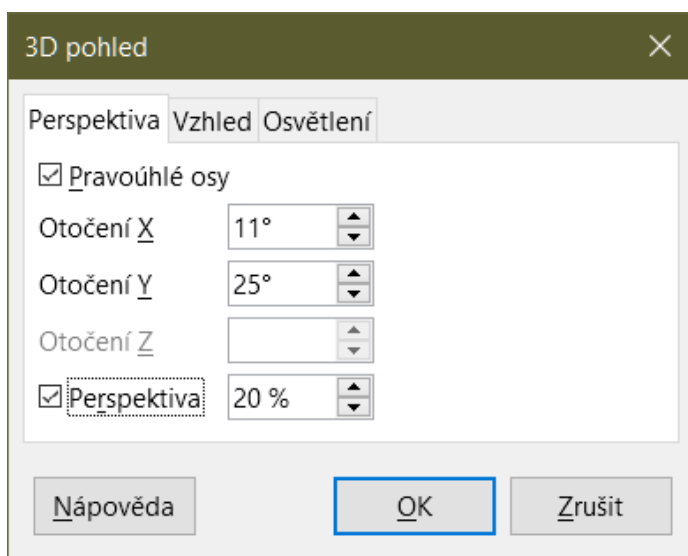 3D pohled
Perspektiva Vzhled Osvětlení
Pravoúhlé osy
Otočení X 11°
Otočení Y 25°
Otočení Z
Perspektiva 20 %
Nápověda OK Zrušit